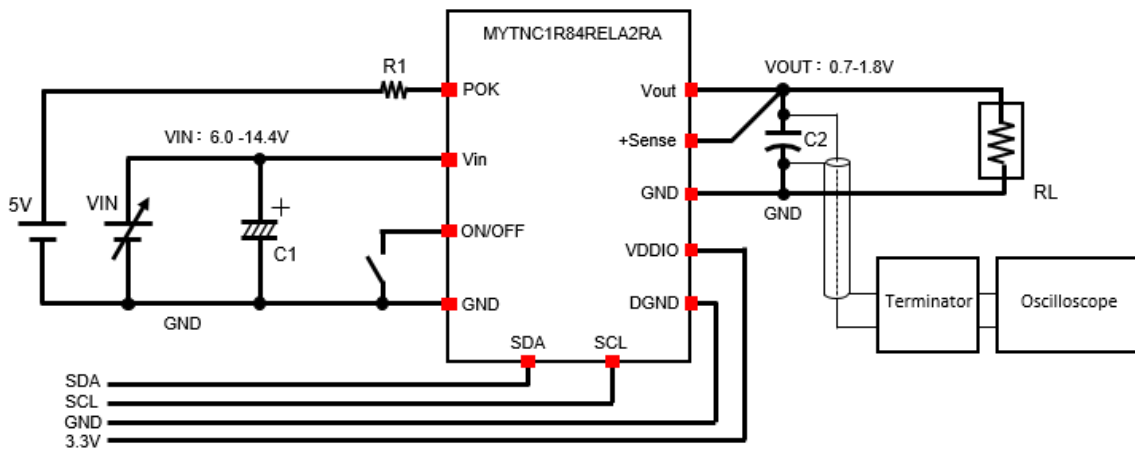 MYTNC1R84RELA2RA
R1
POK
Vout
VOUT： 0.7-1.8V
VIN： 6.0 -14.4V
Vin
+Sense
C2
5V
VIN
+
C1
ON/OFF
GND
GND
RL
VDDIO
GND
GND
DGND
Terminator
Oscilloscope
SDA
SCL
SDA
SCL
GND
3.3V